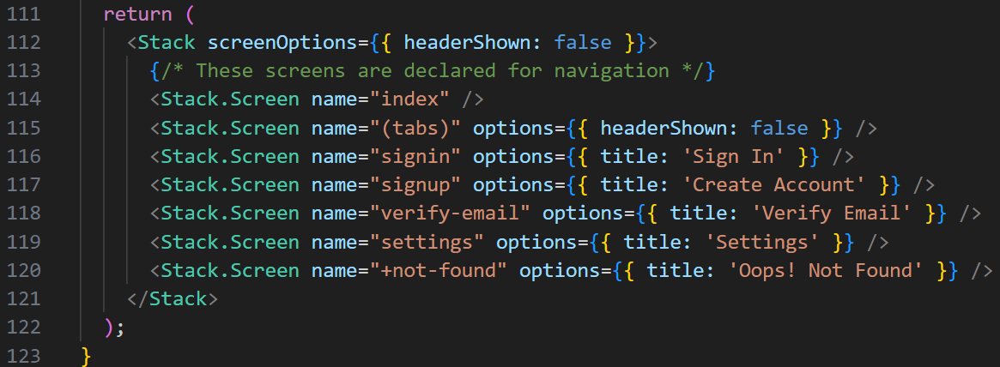 111 return (
112 <Stack screenOptions={{ headerShown: false }}>
113 {/* These screens are declared for navigation */}
114 <Stack.Screen name="index" />
115 <Stack.Screen name="(tabs)" options={{ headerShown: false }} />
116 <Stack.Screen name="signin" options={{ title: 'Sign In' }} />
117 <Stack.Screen name="signup" options={{ title: 'Create Account' }} />
118 <Stack.Screen name="verify-email" options={{ title: 'Verify Email' }} />
119 <Stack.Screen name="settings" options={{ title: 'Settings' }} />
120 <Stack.Screen name="+not-found" options={{ title: 'Oops! Not Found' }} />
121 </Stack>
122 );
123 }